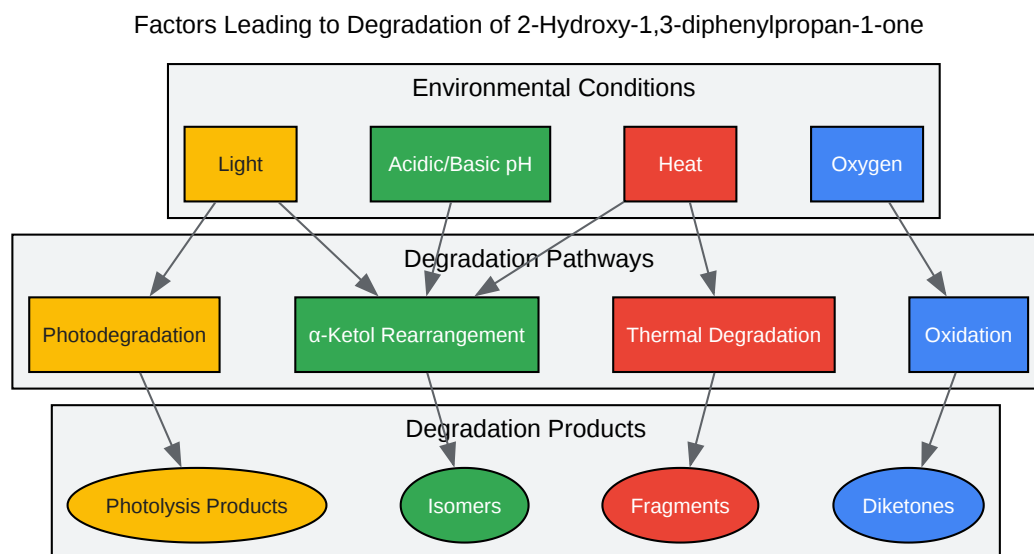 Factors Leading to Degradation of 2-Hydroxy-1,3-diphenylpropan-1-one
Environmental Conditions
Light
Acidic/Basic pH
Heat
Oxygen
Degradation Pathways
Photodegradation
α-Ketol Rearrangement
Thermal Degradation
Oxidation
Degradation Products
Photolysis Products
Isomers
Fragments
Diketones